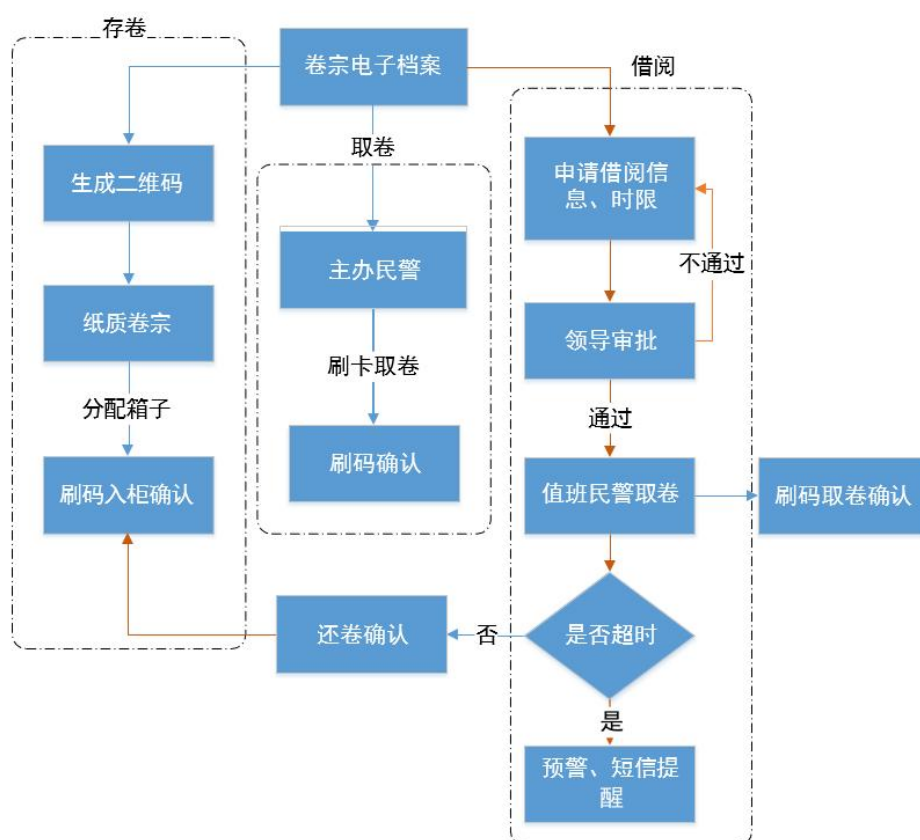 存卷
卷宗电子档案
借阅
取卷
生成二维码
申请借阅信
息、时限
不通过
主办民警
纸质卷宗
领导审批
刷卡取卷
分配箱子
通过
刷码确认
刷码入柜确认
值班民警取卷
刷码取卷确认
还卷确认
否
是否超时
是
预警、短信提
醒